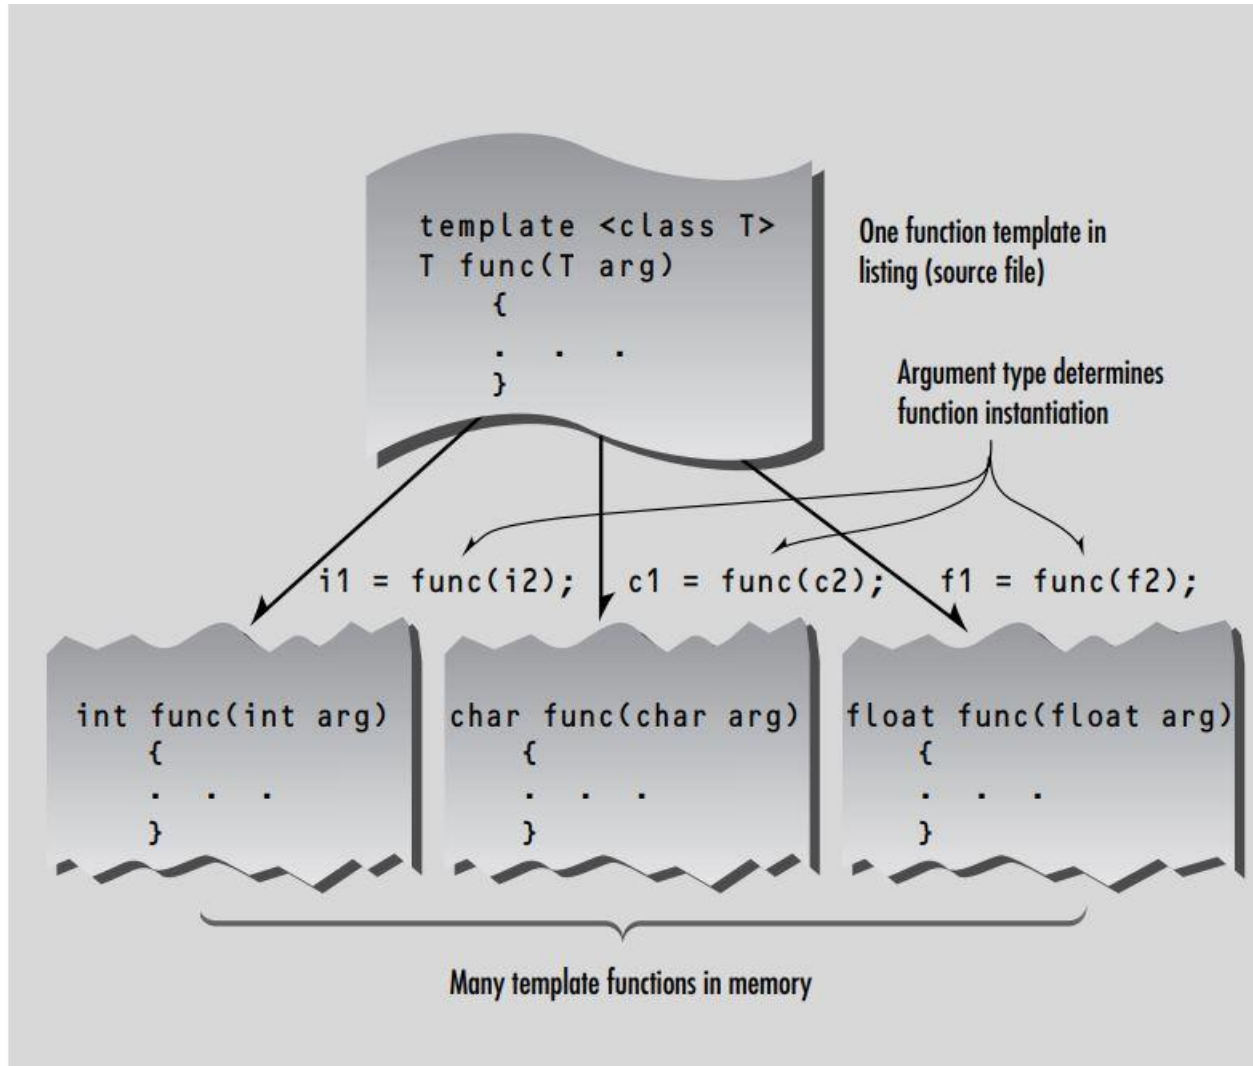 template <class T>
T func(T arg)
{
. . .
}
One function template in
listing (source file)
Argument type determines
function instantiation
i1 = func(i2);
c1 = func(c2);
f1 = func(f2);
int func(int arg)
{
. . .
}
char func(char arg)
{
. . .
}
float func(float arg)
{
. . .
}
Many template functions in memory